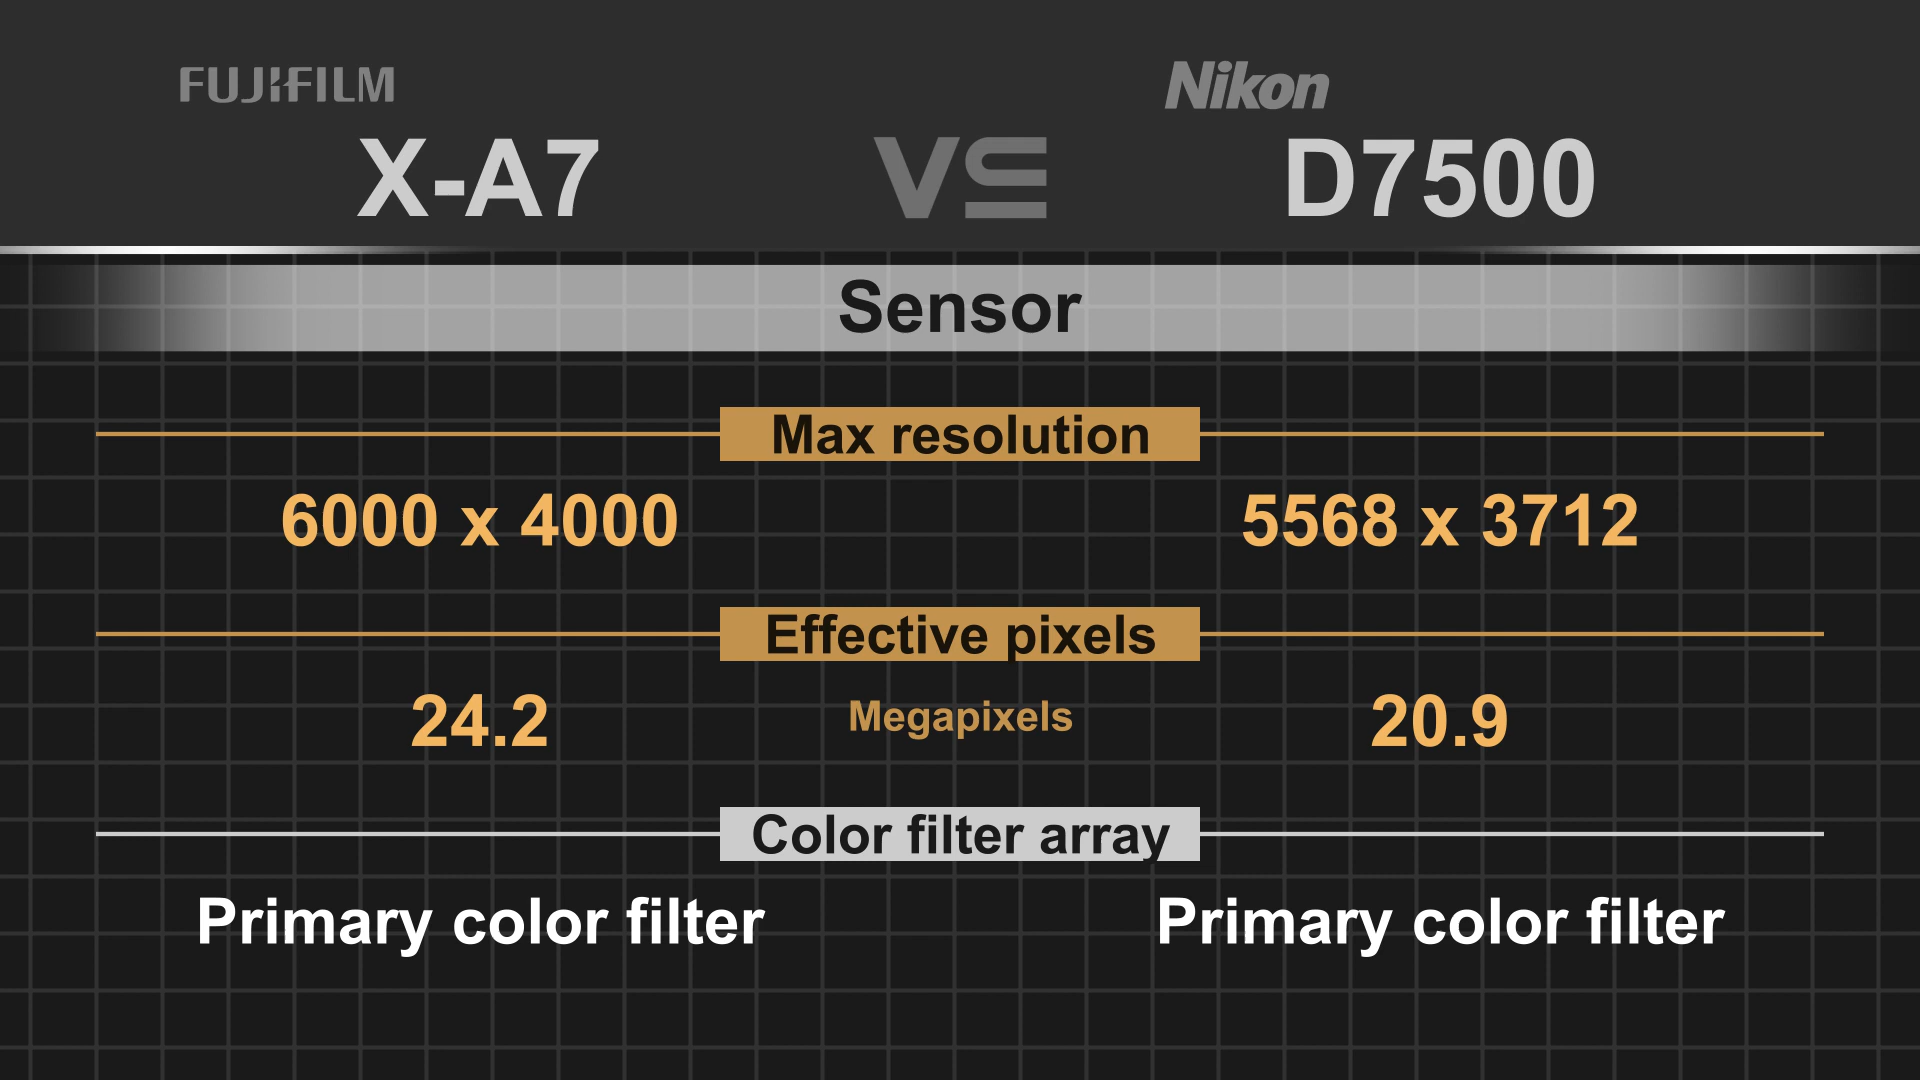 FUJIFILM
Nikon
X-A7
VS
D7500
Sensor
Max resolution
6000 x 4000
5568 x 3712
Effective pixels
24.2
Megapixels
20.9
Color filter array
Primary color filter
Primary color filter